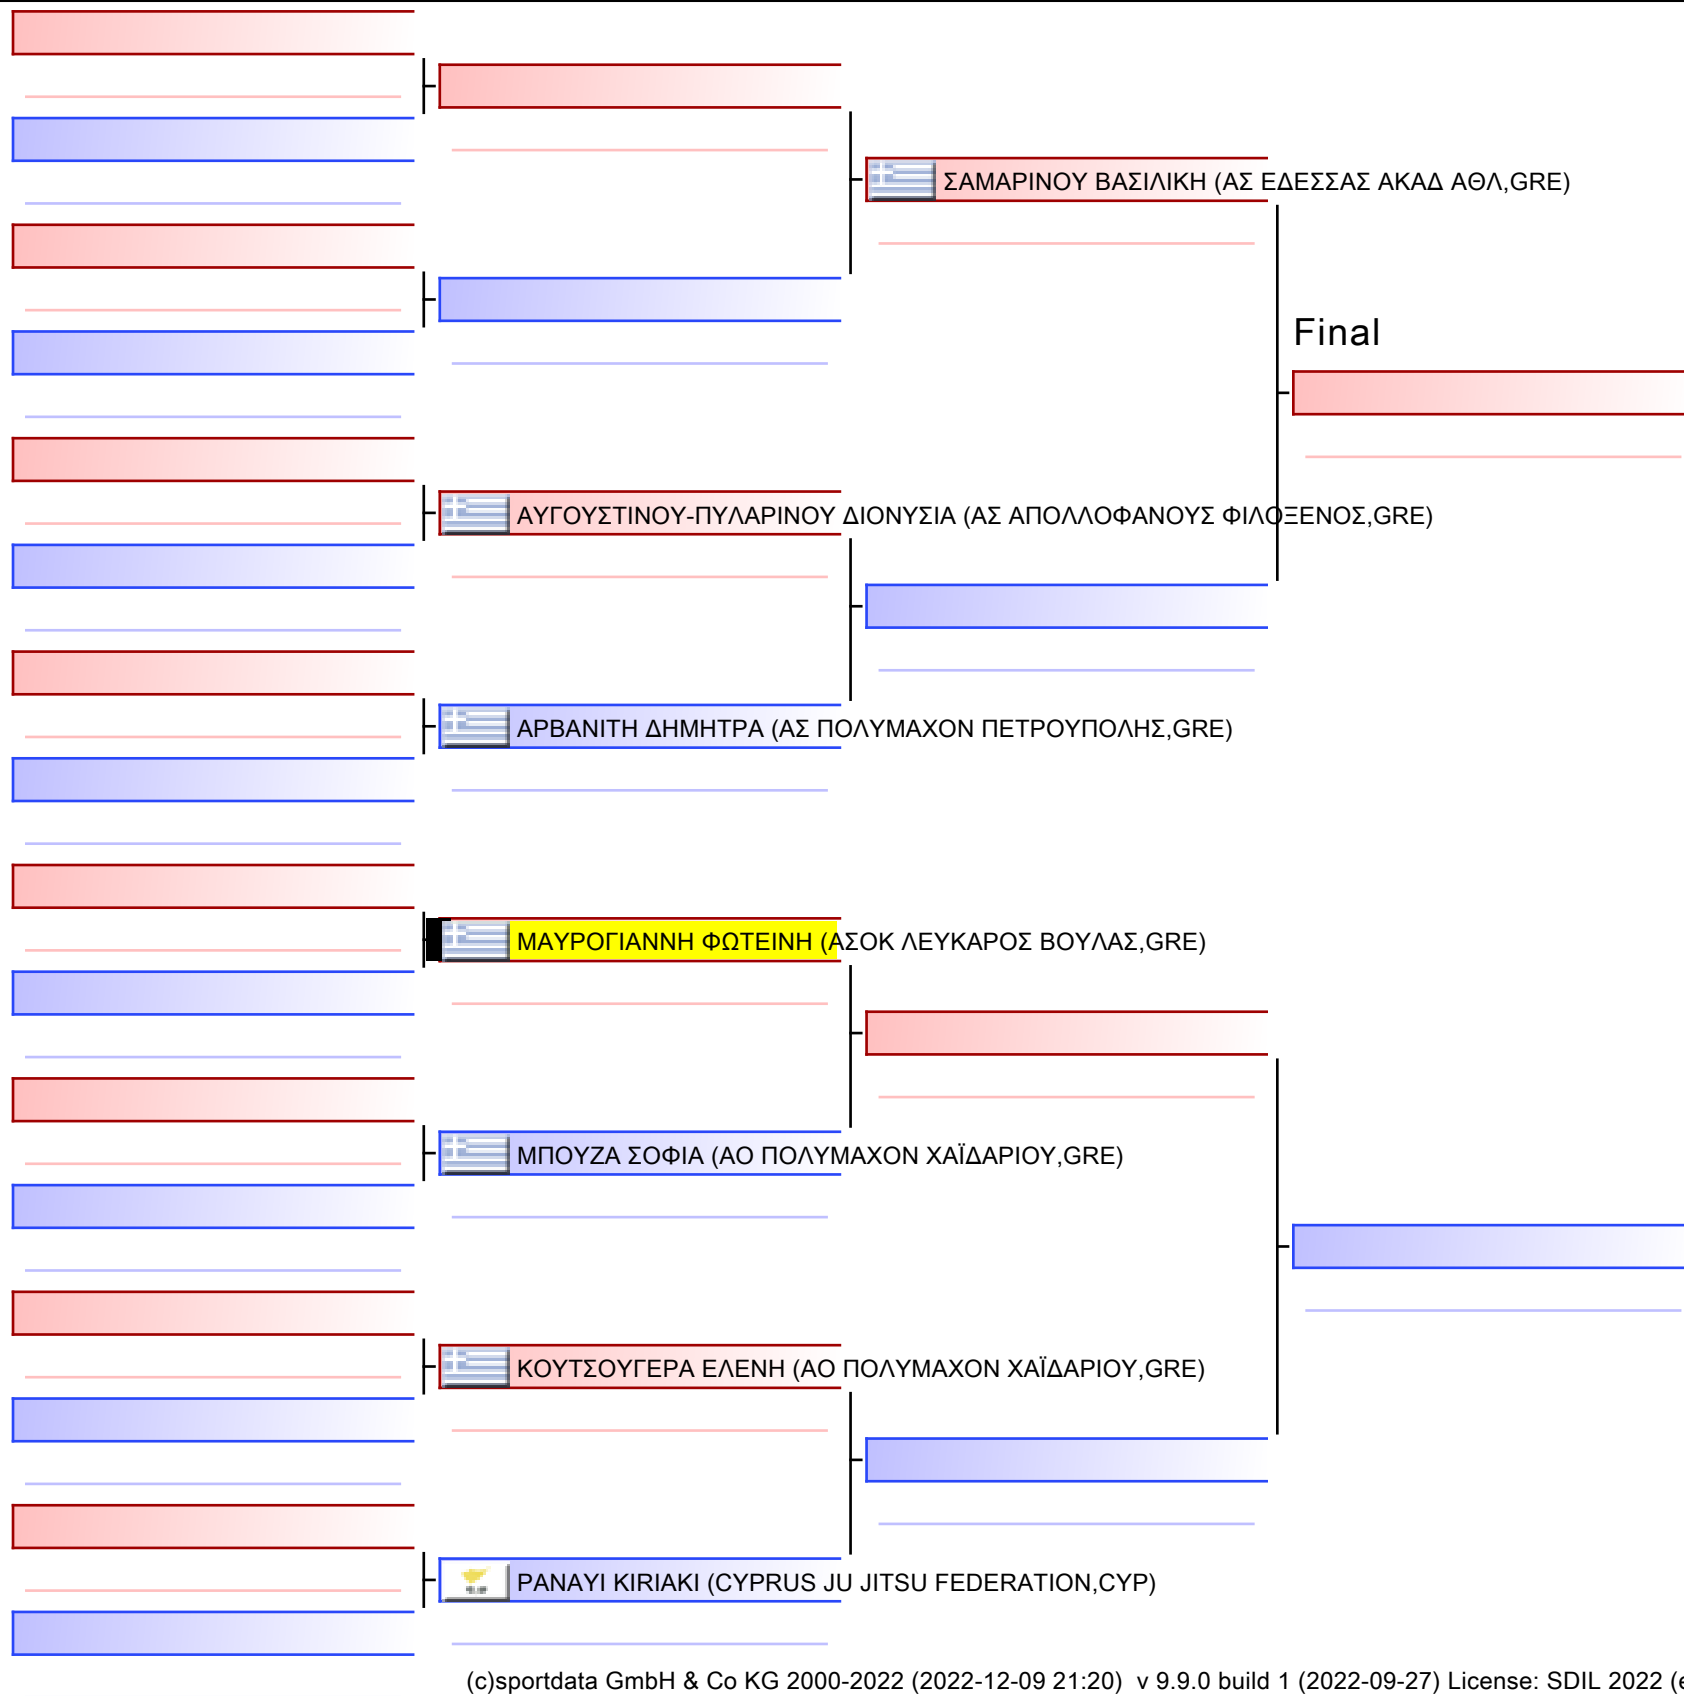 ΣΑΜΑΡΙΝΟΥ ΒΑΣΙΛΙΚΗ (ΑΣ ΕΔΕΣΣΑΣ ΑΚΑΔ ΑΘΛ,GRE)
Final
ΑΥΓΟΥΣΤΙΝΟΥ-ΠΥΛΑΡΙΝΟΥ ΔΙΟΝΥΣΙΑ (ΑΣ ΑΠΟΛΛΟΦΑΝΟΥΣ ΦΙΛΟΞΕΝΟΣ,GRE)
ΑΡΒΑΝΙΤΗ ΔΗΜΗΤΡΑ (ΑΣ ΠΟΛΥΜΑΧΟΝ ΠΕΤΡΟΥΠΟΛΗΣ,GRE)
ΜΑΥΡΟΓΙΑΝΝΗ ΦΩΤΕΙΝΗ (ΑΣΟΚ ΛΕΥΚΑΡΟΣ ΒΟΥΛΑΣ,GRE)
ΜΠΟΥΖΑ ΣΟΦΙΑ (ΑΟ ΠΟΛΥΜΑΧΟΝ ΧΑΪΔΑΡΙΟΥ,GRE)
ΚΟΥΤΣΟΥΓΕΡΑ ΕΛΕΝΗ (ΑΟ ΠΟΛΥΜΑΧΟΝ ΧΑΪΔΑΡΙΟΥ,GRE)
PANAYI KIRIAKI (CYPRUS JU JITSU FEDERATION,CYP)
(c)sportdata GmbH & Co KG 2000-2022 (2022-12-09 21:20) v 9.9.0 build 1 (2022-09-27) License: SDIL 2022 (e